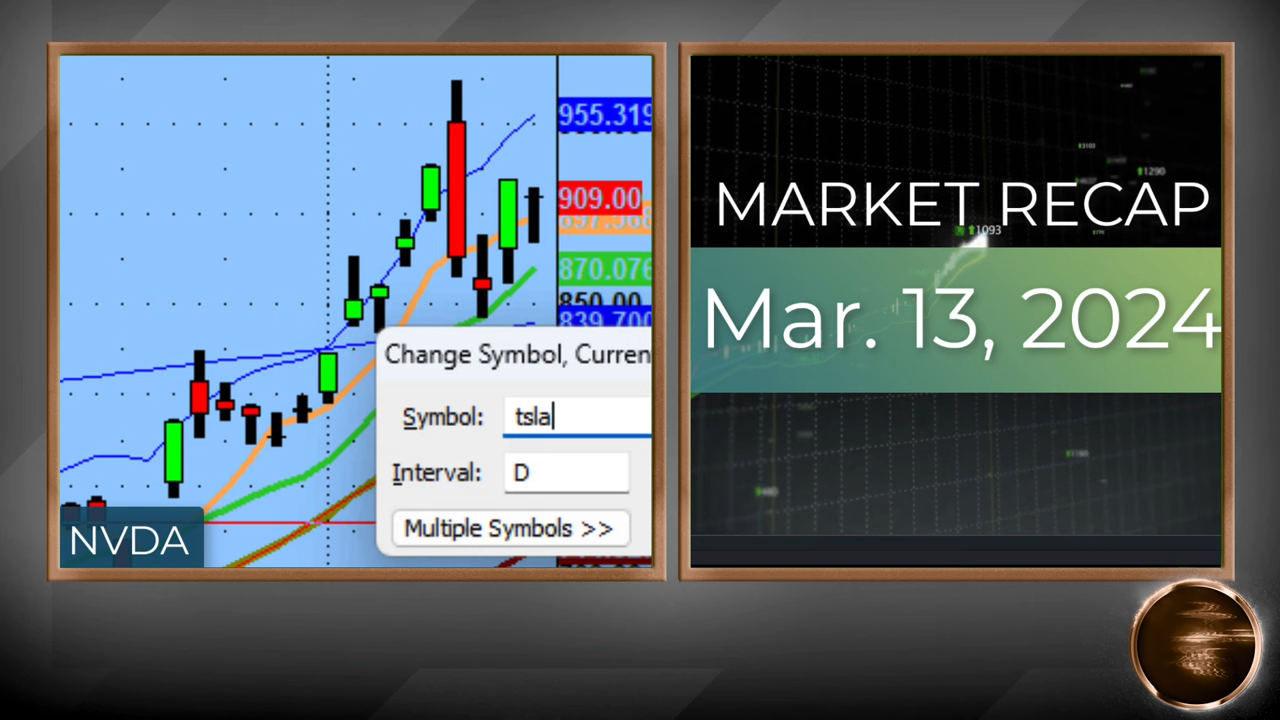 955.319
909.00
870.076
850.00
839.700
Change Symbol, Curren
Symbol: tsla
Interval: D
Multiple Symbols >>
NVDA
MARKET RECAP
1093
Mar. 13, 2024
1290